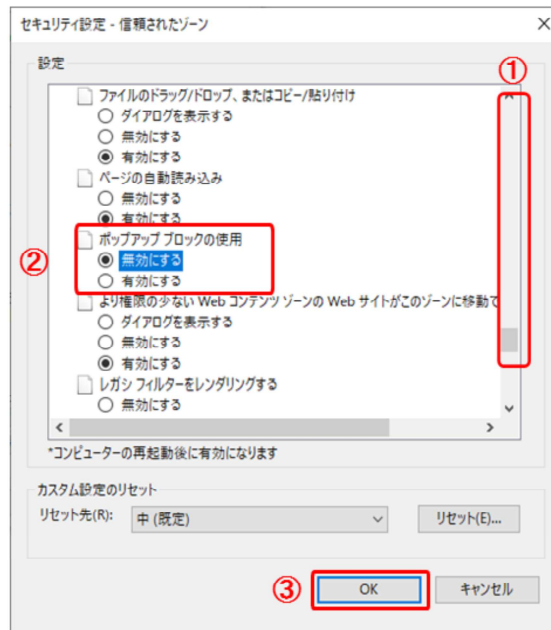 セキュリティ設定 - 信頼されたゾーン
設定
①
ファイルのドラッグ/ドロップ、またはコピー/貼り付け
ダイアログを表示する
無効にする
有効にする
ページの自動読み込み
無効にする
有効にする
②
ポップアップ ブロックの使用
無効にする
有効にする
より権限の少ない Web コンテンツ ゾーンの Web サイトがこのゾーンに移動で
ダイアログを表示する
無効にする
有効にする
レガシ フィルターをレンダリングする
無効にする
*コンピューターの再起動後に有効になります
カスタム設定のリセット
リセット先(R): 中 (既定) リセット(E)...
③ OK キャンセル